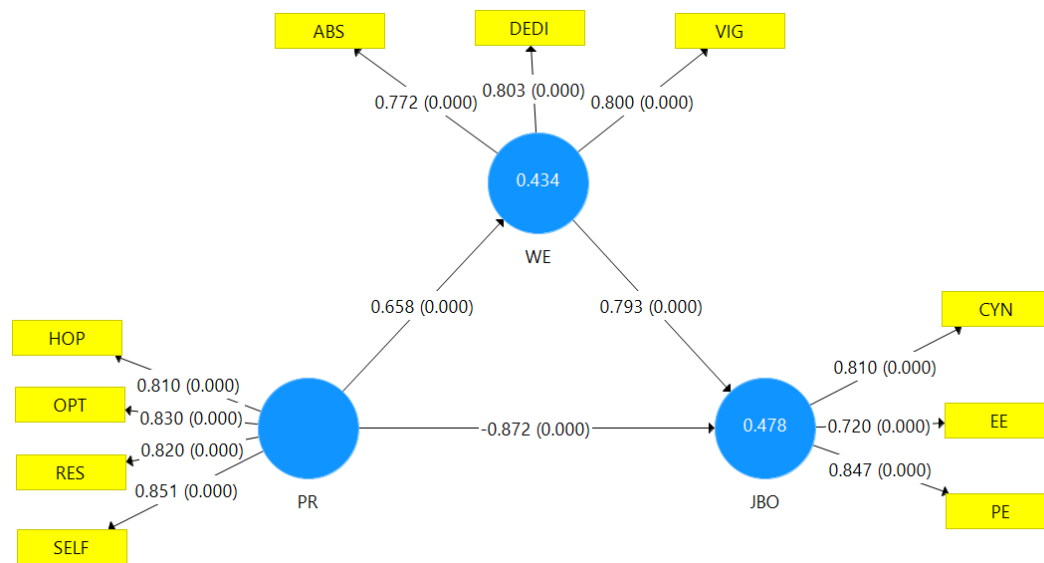 ABS
DEDI
VIG
0.772 (0.000)
0.803 (0.000)
0.800 (0.000)
0.434
WE
0.658 (0.000)
0.793 (0.000)
HOP
OPT
RES
SELF
0.810 (0.000)
0.830 (0.000)
0.820 (0.000)
0.851 (0.000)
PR
-0.872 (0.000)
0.478
JBO
0.810 (0.000)
0.720 (0.000)
0.847 (0.000)
CYN
EE
PE